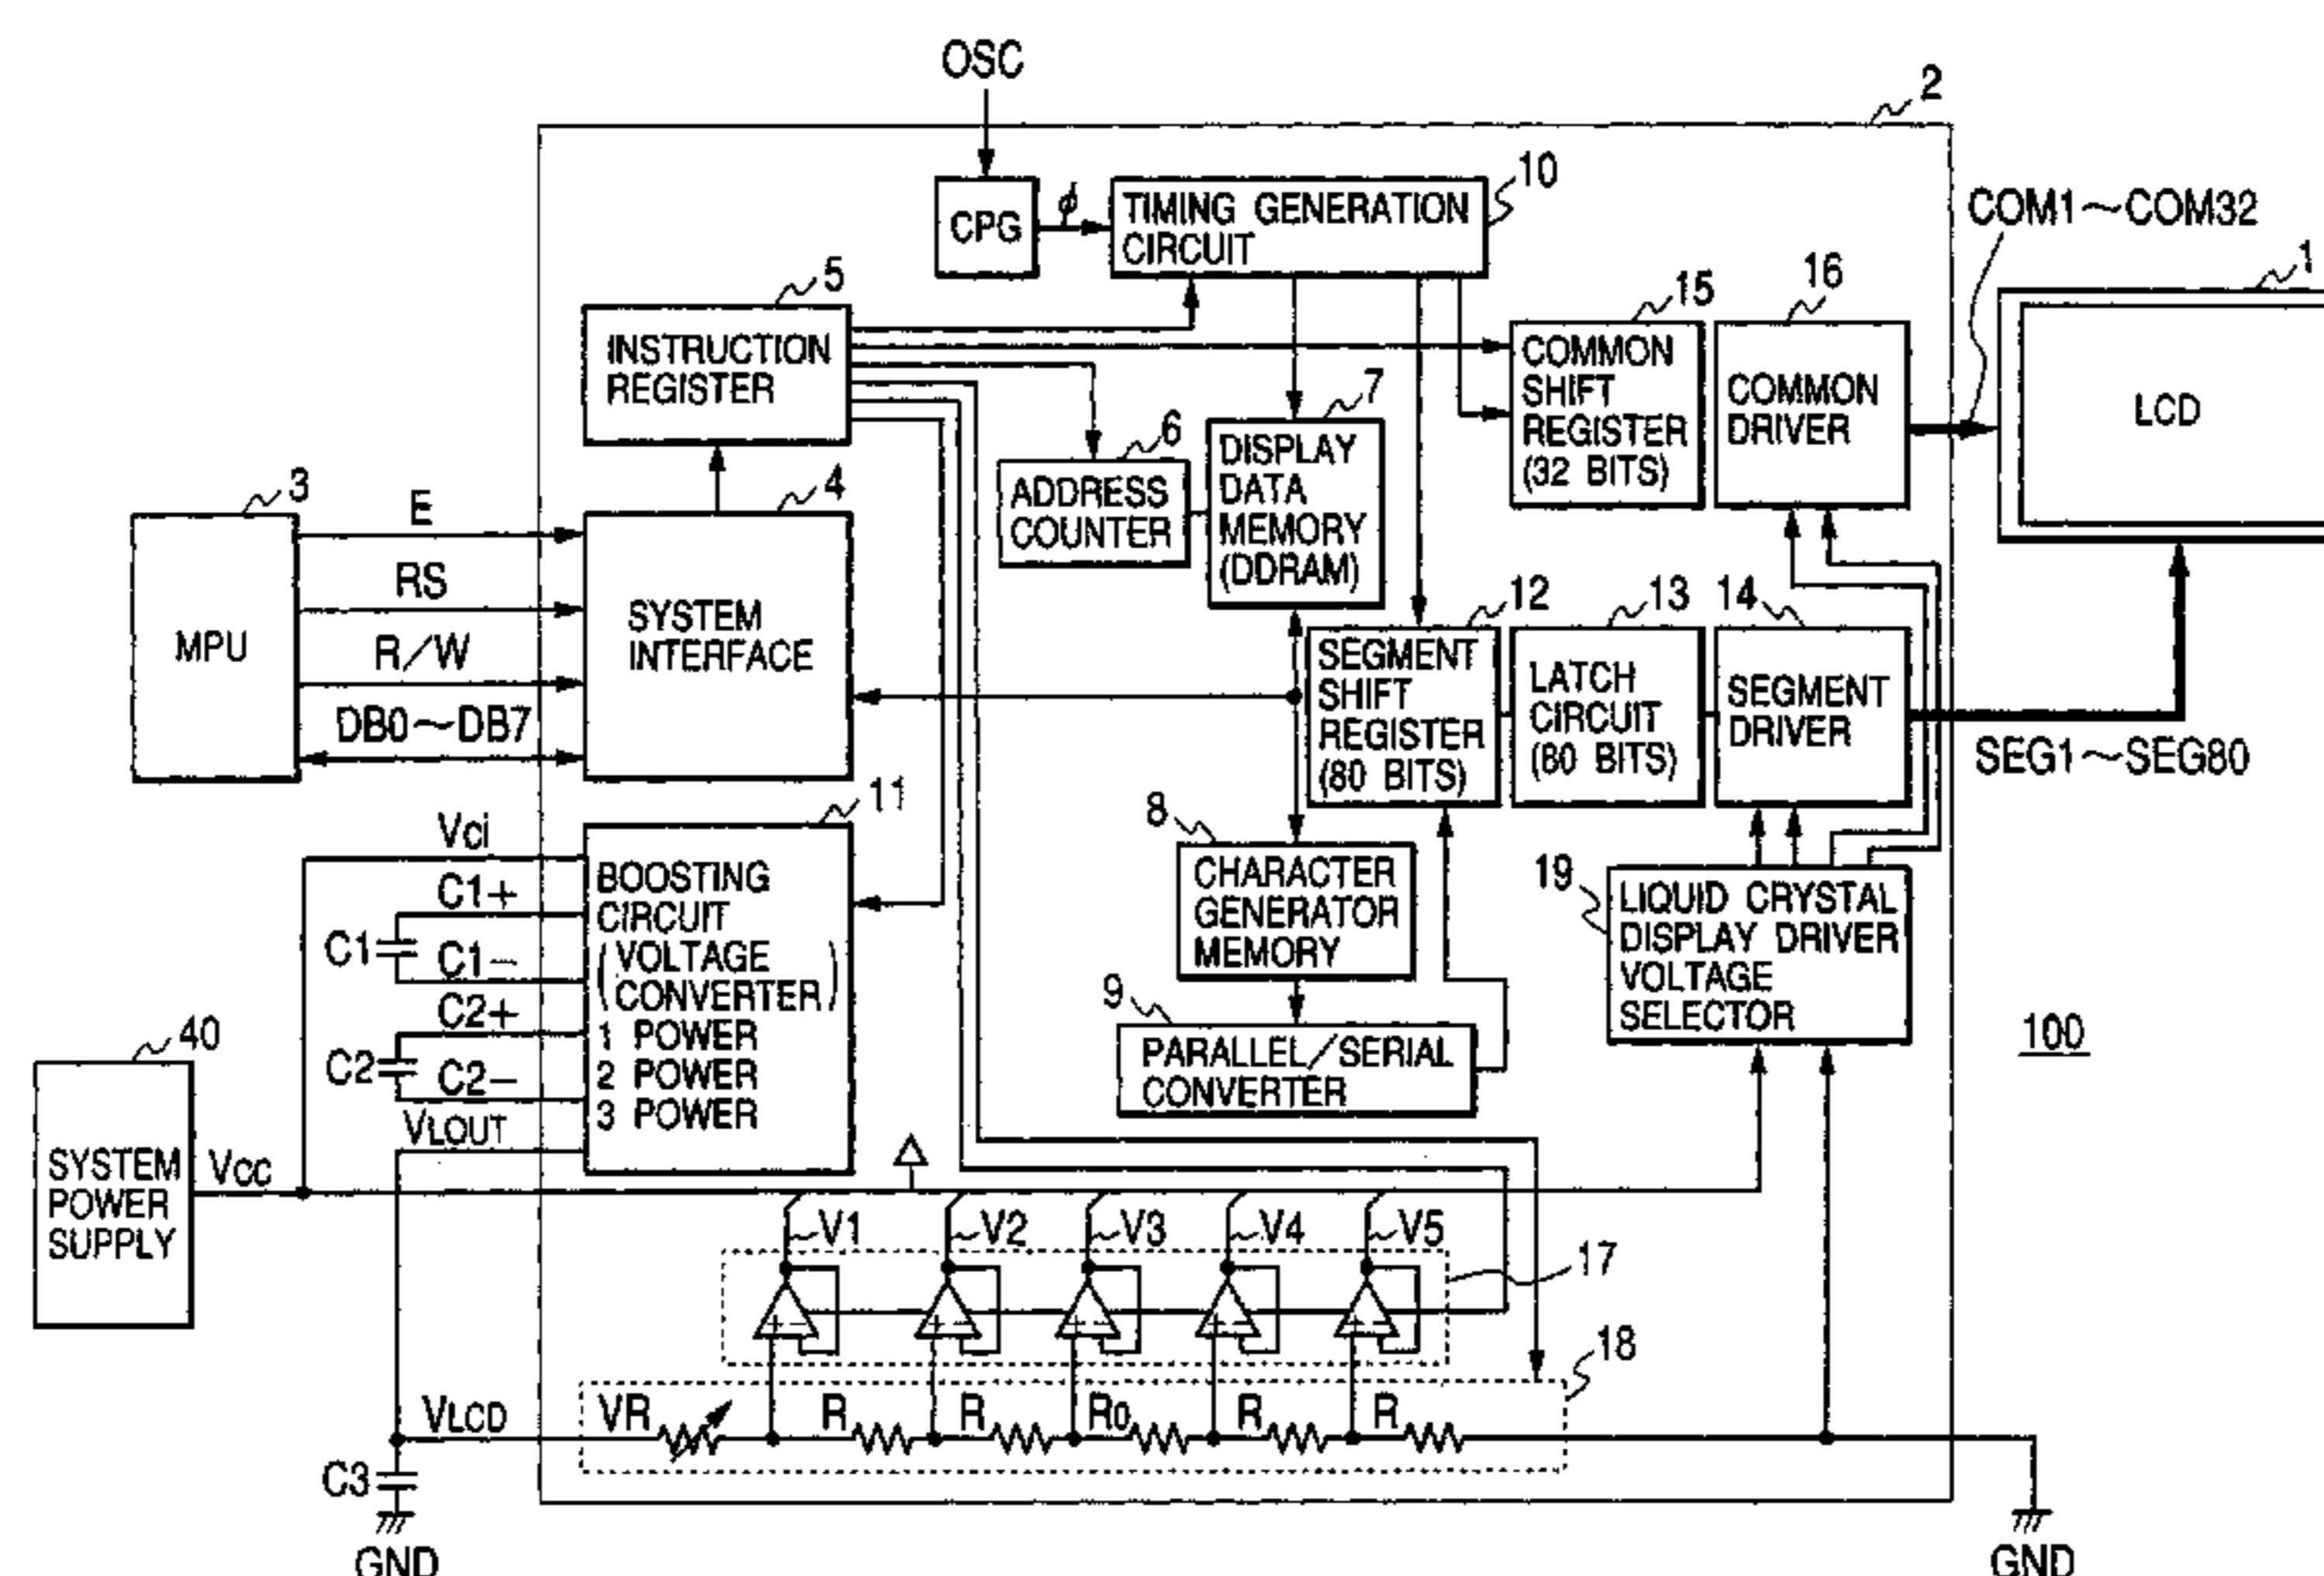 OSC
2
CPG
ϕ
TIMING GENERATION
CIRCUIT
10
COM1~COM32
1
LCD
5
INSTRUCTION
REGISTER
15
COMMON
SHIFT
REGISTER
(32 BITS)
16
COMMON
DRIVER
6
ADDRESS
COUNTER
7
DISPLAY
DATA
MEMORY
(DDRAM)
3
MPU
E
RS
R/W
DB0~DB7
4
SYSTEM
INTERFACE
12
SEGMENT
SHIFT
REGISTER
(80 BITS)
13
LATCH
CIRCUIT
(80 BITS)
14
SEGMENT
DRIVER
SEG1~SEG80
11
Vci
C1+
C1
C1-
C2+
C2
C2-
VLOUT
BOOSTING
CIRCUIT
(VOLTAGE
CONVERTER)
1 POWER
2 POWER
3 POWER
8
CHARACTER
GENERATOR
MEMORY
9
PARALLEL/SERIAL
CONVERTER
19
LIQUID CRYSTAL
DISPLAY DRIVER
VOLTAGE
SELECTOR
100
40
SYSTEM
POWER
SUPPLY
Vcc
V1 V2 V3 V4 V5
17
+- +- +- +- +-
18
VLCD
VR R R R0 R R
C3
GND
GND